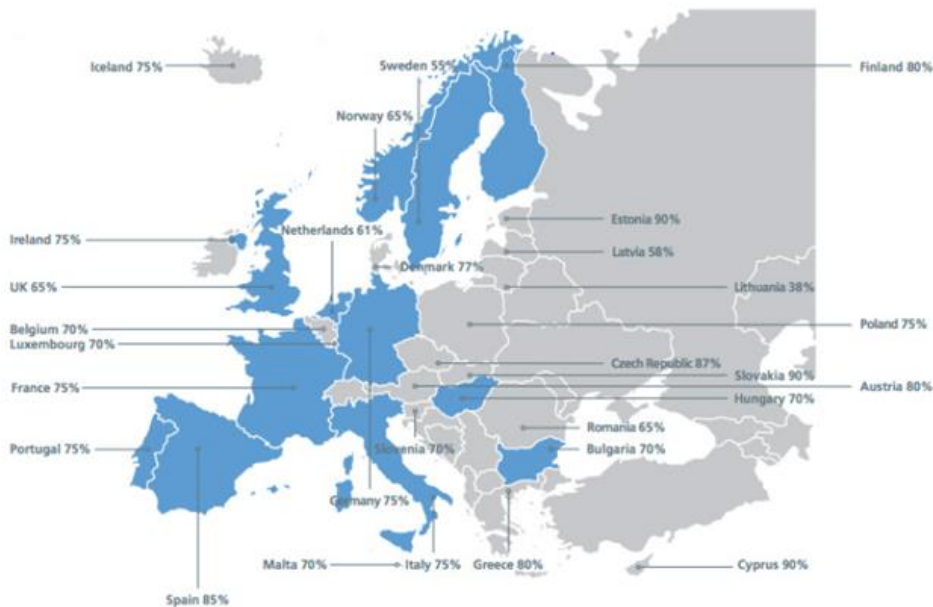 Iceland 75%
Sweden 55%
Finland 80%
Norway 65%
Estonia 90%
Netherlands 61%
Ireland 75%
Latvia 58%
Denmark 77%
UK 65%
Lithuania 38%
Belgium 70%
Poland 75%
Luxembourg 70%
Czech Republic 87%
Slovakia 90%
France 75%
Austria 80%
Hungary 70%
Romania 65%
Portugal 75%
Slovenia 70%
Bulgaria 70%
Germany 75%
Malta 70%
Italy 75%
Greece 80%
Cyprus 90%
Spain 85%